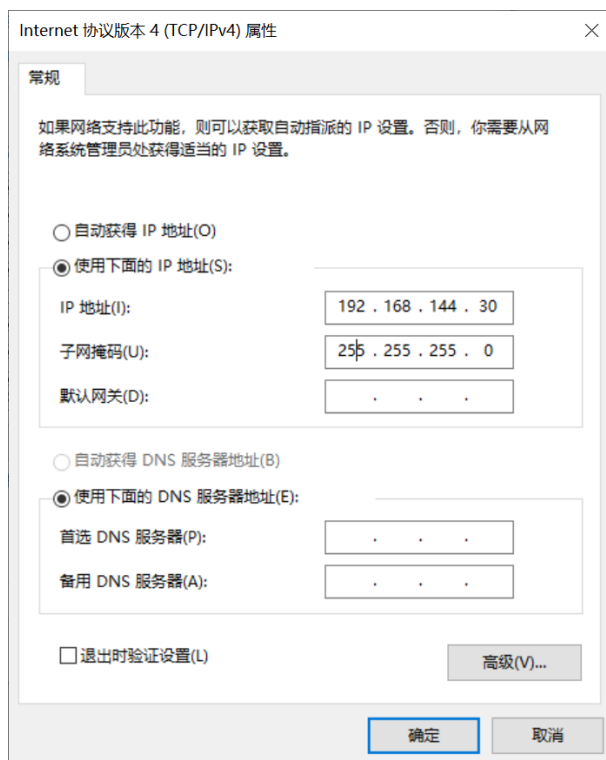 Internet 协议版本 4 (TCP/IPv4) 属性
常规
如果网络支持此功能，则可以获取自动指派的 IP 设置。否则，你需要从网
络系统管理员处获得适当的 IP 设置。
自动获得 IP 地址(O)
使用下面的 IP 地址(S):
IP 地址(I): 192 . 168 . 144 . 30
子网掩码(U): 255 . 255 . 255 . 0
默认网关(D): . . .
自动获得 DNS 服务器地址(B)
使用下面的 DNS 服务器地址(E):
首选 DNS 服务器(P): . . .
备用 DNS 服务器(A): . . .
退出时验证设置(L)
高级(V)...
确定 取消